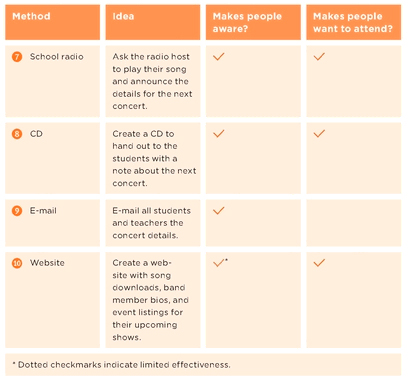 Method
Idea
Makes people
aware?
Makes people
want to attend?
7 School radio
Ask the radio host
to play their song
and announce the
details for the next
concert.
✓
✓
8 CD
Create a CD to
hand out to the
students with a
note about the next
concert.
✓
✓
9 E-mail
E-mail all students
and teachers the
concert details.
✓
10 Website
Create a web-
site with song
downloads, band
member bios, and
event listings for
their upcoming
shows.
✓*
✓
* Dotted checkmarks indicate limited effectiveness.